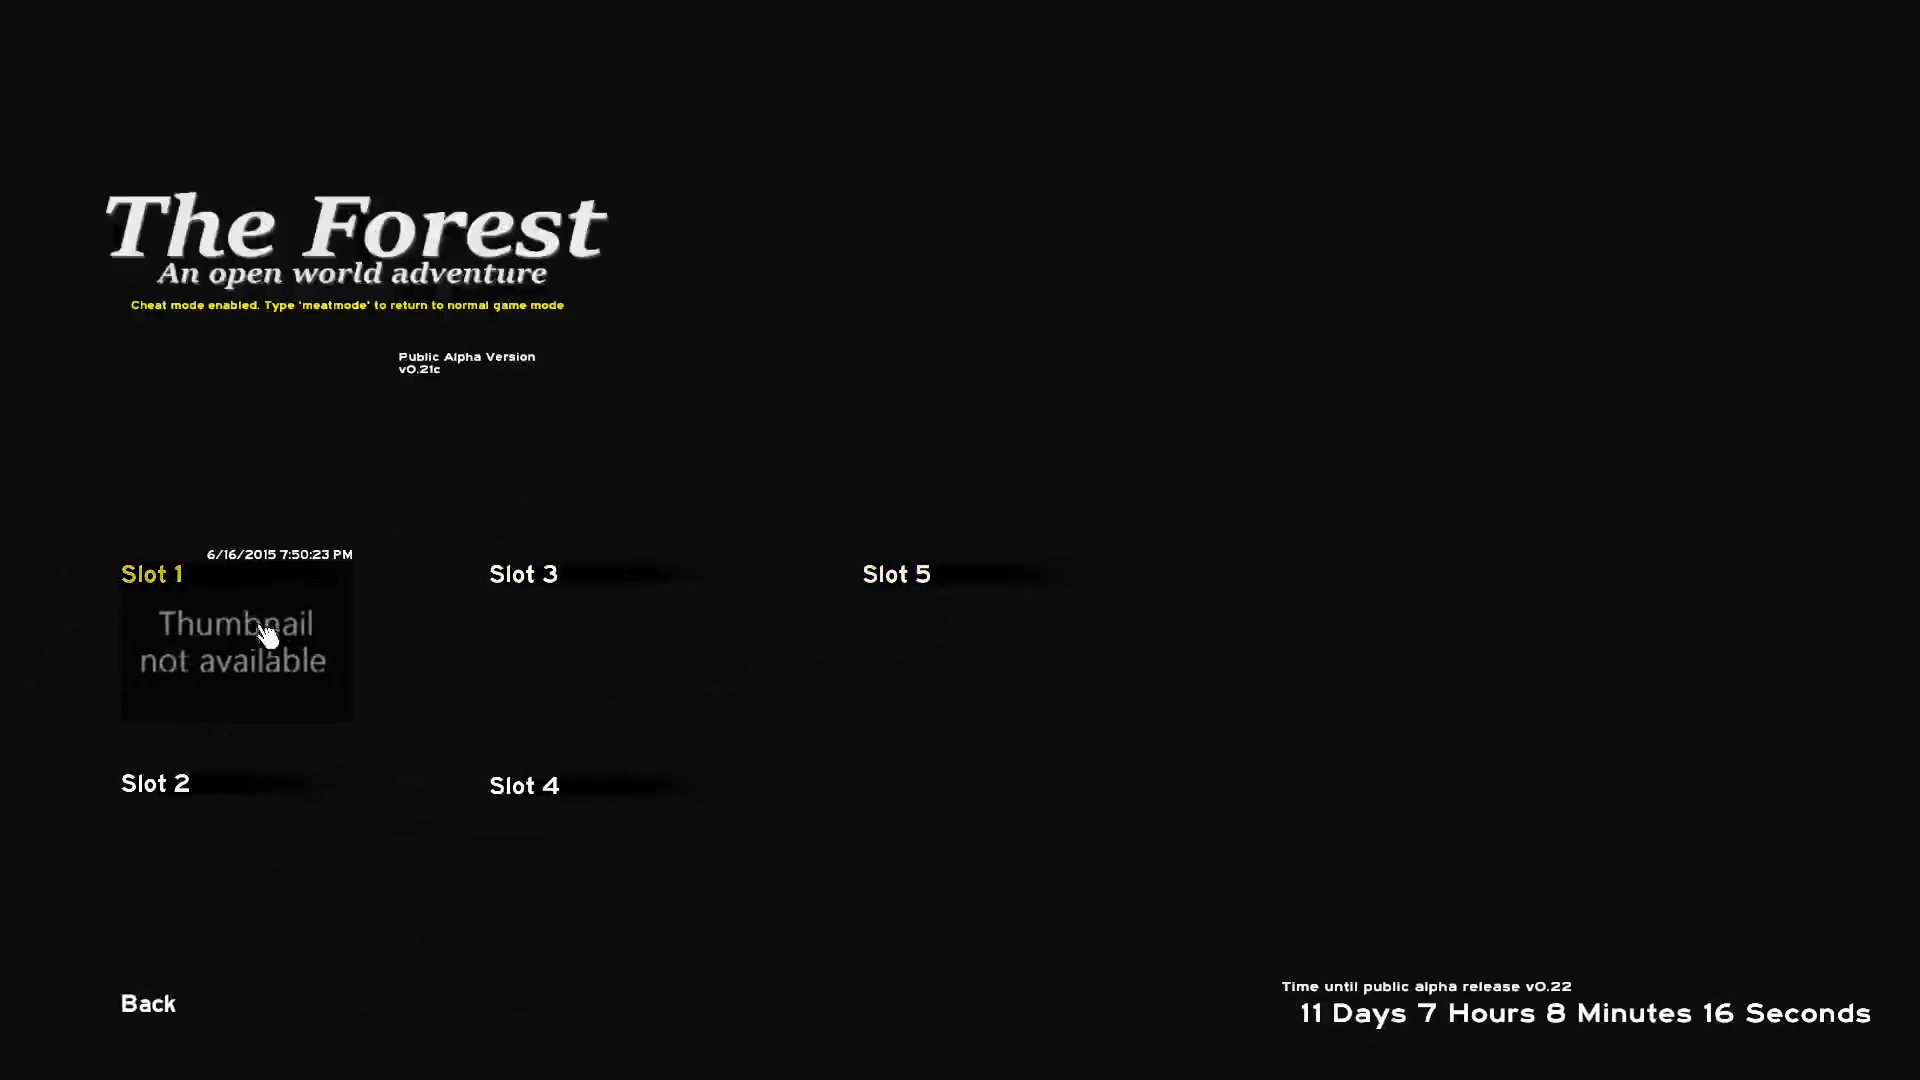 The Forest
An open world adventure
Cheat mode enabled. Type 'meatmode' to return to normal game mode
Public Alpha Version
v0.21c
6/16/2015 7:50:23 PM
Slot 1
Thumbnail
not available
Slot 3
Slot 5
Slot 2
Slot 4
Back
Time until public alpha release v0.22
11 Days 7 Hours 8 Minutes 16 Seconds